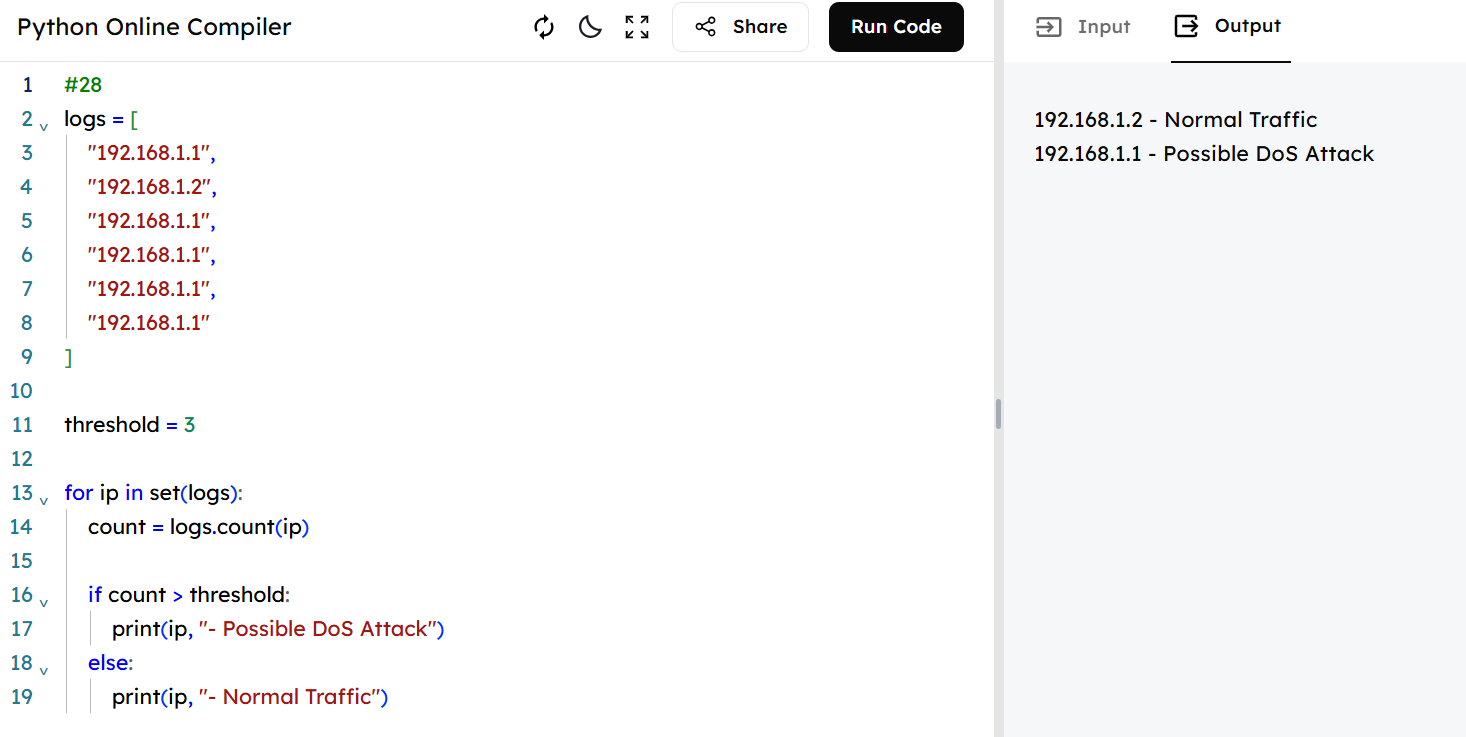 Python Online Compiler
Share
Run Code
Input
Output
1 #28
2 logs = [
3 "192.168.1.1",
4 "192.168.1.2",
5 "192.168.1.1",
6 "192.168.1.1",
7 "192.168.1.1",
8 "192.168.1.1"
9 ]
10
11 threshold = 3
12
13 for ip in set(logs):
14 count = logs.count(ip)
15
16 if count > threshold:
17 print(ip, "- Possible DoS Attack")
18 else:
19 print(ip, "- Normal Traffic")
192.168.1.2 - Normal Traffic
192.168.1.1 - Possible DoS Attack